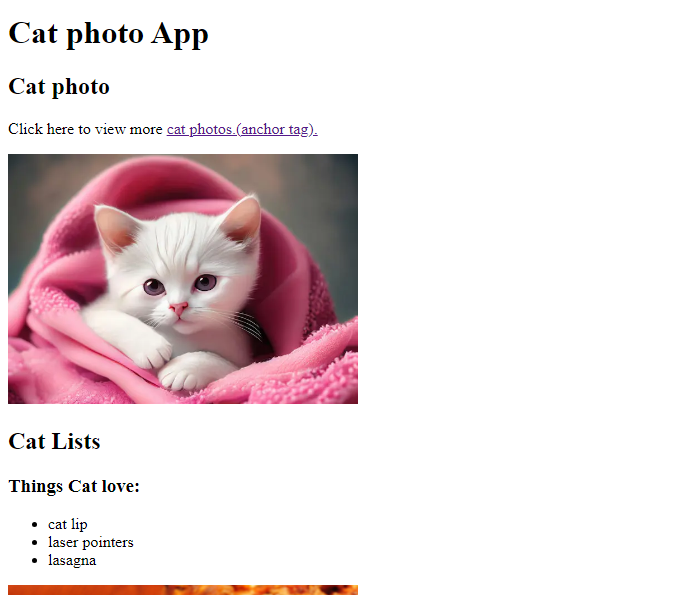 Cat photo App
Cat photo
Click here to view more cat photos.(anchor tag).
Cat Lists
Things Cat love:
cat lip
laser pointers
lasagna